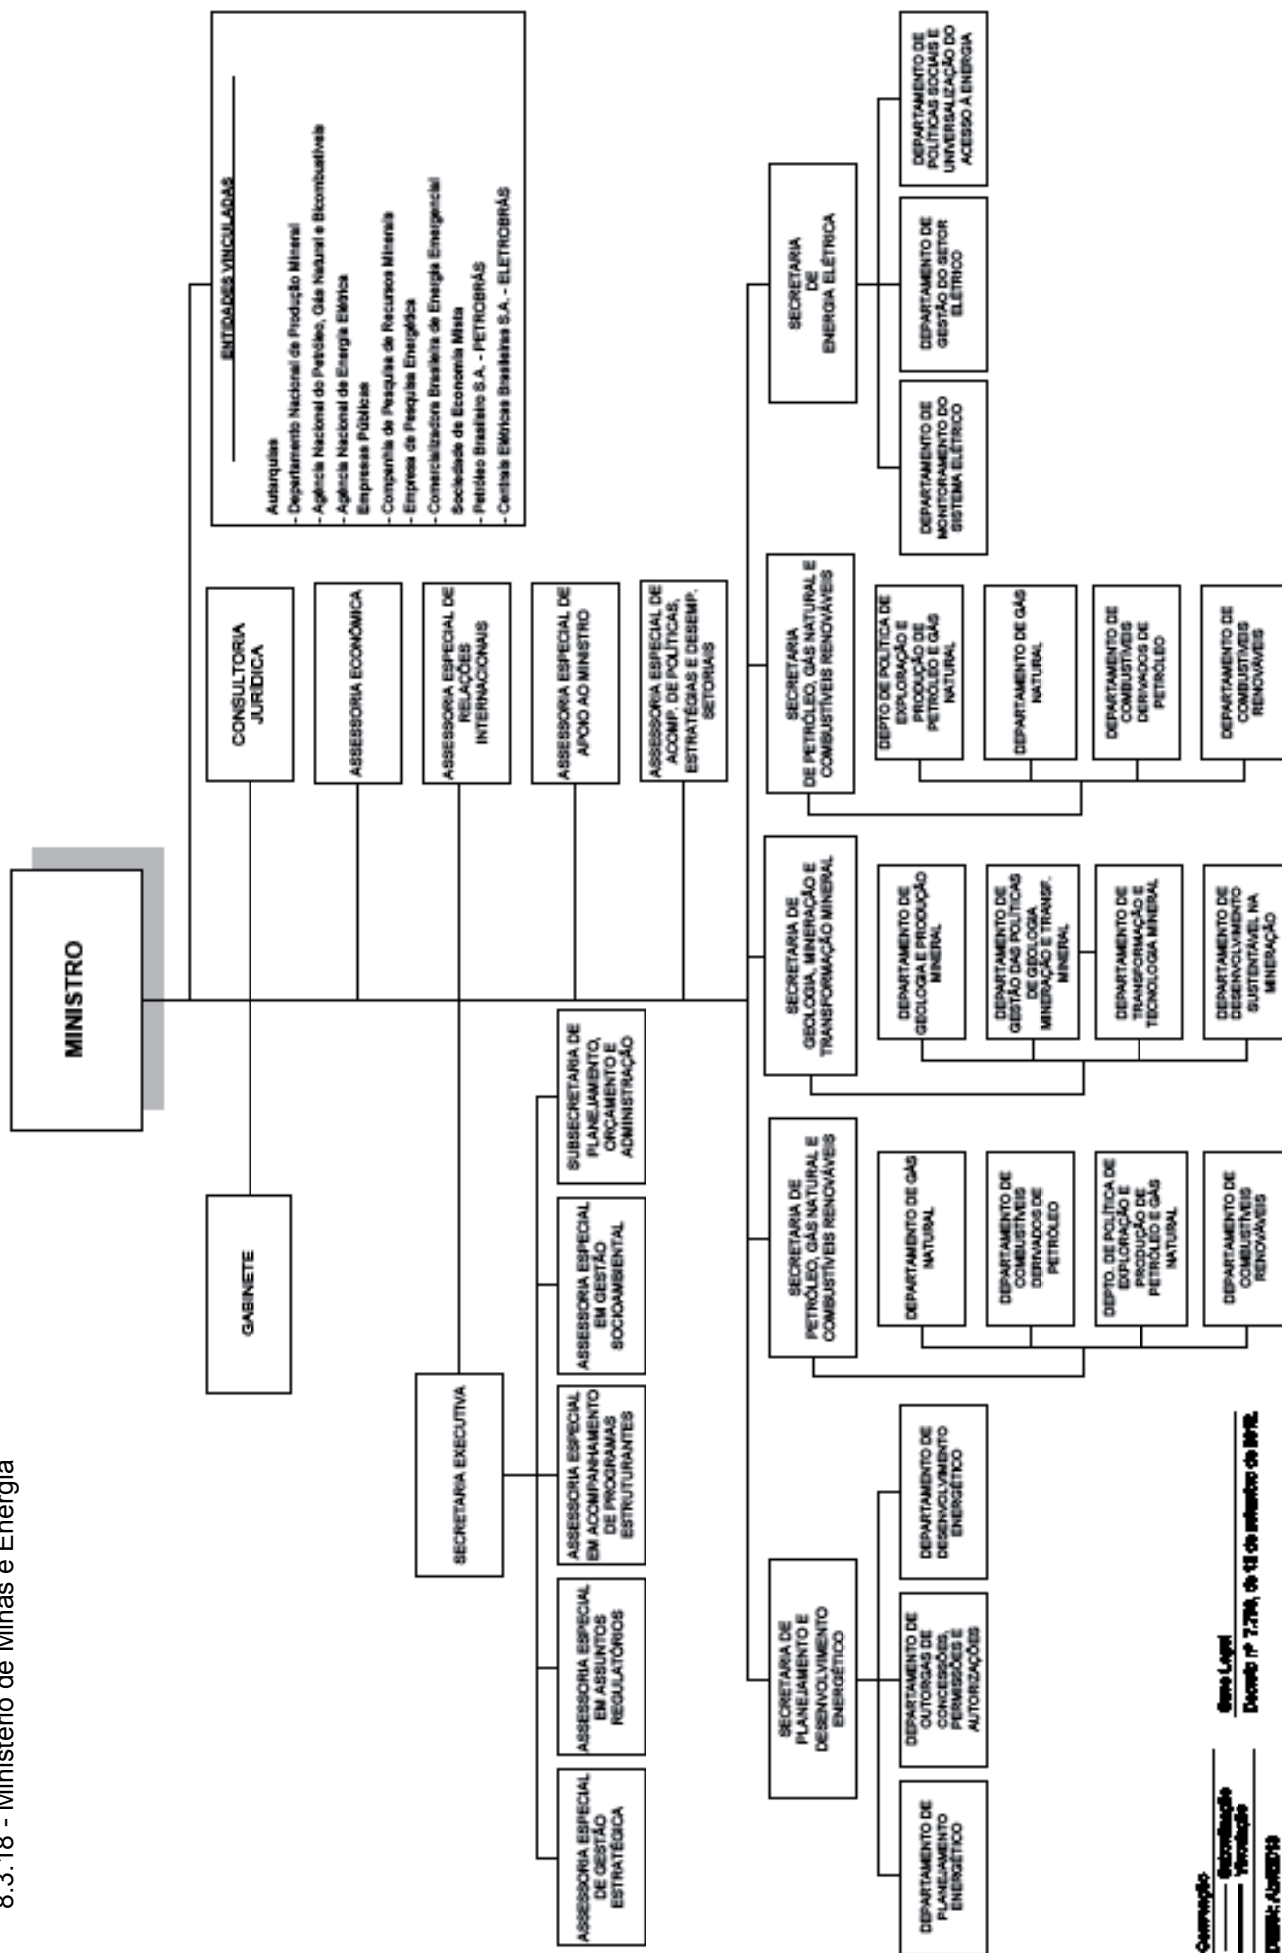 8.3.18 - Ministério de Minas e Energia
MINISTRO
GABINETE
CONSULTORIA
JURÍDICA
ASSESSORIA ECONÔMICA
ASSESSORIA ESPECIAL DE
RELAÇÕES
INTERNACIONAIS
ASSESSORIA ESPECIAL DE
APOIO AO MINISTRO
ASSESSORIA ESPECIAL DE
ACOMP. DE POLÍTICAS,
ESTRATÉGIAS E DESEMP.
SETORIAIS
ENTIDADES VINCULADAS
Autarquias
- Departamento Nacional de Produção Mineral
- Agência Nacional do Petróleo, Gás Natural e Bicombustíveis
- Agência Nacional de Energia Elétrica
Empresas Públicas
- Companhia de Pesquisa de Recursos Minerais
- Empresa de Pesquisa Energética
- Comercializadora Brasileira de Energia Emergencial
Sociedade de Economia Mista
- Petróleo Brasileiro S.A. - PETROBRÁS
- Centrais Elétricas Brasileiras S.A. - ELETROBRÁS
SECRETARIA EXECUTIVA
ASSESSORIA ESPECIAL
DE GESTÃO
ESTRATÉGICA
ASSESSORIA ESPECIAL
EM ASSUNTOS
REGULATÓRIOS
ASSESSORIA ESPECIAL
EM ACOMPANHAMENTO
DE PROGRAMAS
ESTRUTURANTES
ASSESSORIA ESPECIAL
EM GESTÃO
SOCIOAMBIENTAL
SUBSECRETARIA DE
PLANEJAMENTO,
ORÇAMENTO E
ADMINISTRAÇÃO
SECRETARIA DE
PLANEJAMENTO E
DESENVOLVIMENTO
ENERGÉTICO
DEPARTAMENTO DE
PLANEJAMENTO
ENERGÉTICO
DEPARTAMENTO DE
OUTORGAS DE
CONCESSÕES,
PERMISSÕES E
AUTORIZAÇÕES
DEPARTAMENTO DE
DESENVOLVIMENTO
ENERGÉTICO
SECRETARIA DE
PETRÓLEO, GÁS NATURAL E
COMBUSTÍVEIS RENOVÁVEIS
DEPARTAMENTO DE GÁS
NATURAL
DEPARTAMENTO DE
COMBUSTÍVEIS
DERIVADOS DE
PETRÓLEO
DEPTO. DE POLÍTICA DE
EXPLORAÇÃO E
PRODUÇÃO DE
PETRÓLEO E GÁS
NATURAL
DEPARTAMENTO DE
COMBUSTÍVEIS
RENOVÁVEIS
SECRETARIA DE
GEOLOGIA, MINERAÇÃO E
TRANSFORMAÇÃO MINERAL
DEPARTAMENTO DE
GEOLOGIA E PRODUÇÃO
MINERAL
DEPARTAMENTO DE
GESTÃO DAS POLÍTICAS
DE GEOLOGIA
MINERAÇÃO E TRANSF.
MINERAL
DEPARTAMENTO DE
TRANSFORMAÇÃO E
TECNOLOGIA MINERAL
DEPARTAMENTO DE
DESENVOLVIMENTO
SUSTENTÁVEL NA
MINERAÇÃO
SECRETARIA
DE PETRÓLEO, GÁS NATURAL E
COMBUSTÍVEIS RENOVÁVEIS
DEPTO DE POLÍTICA DE
EXPLORAÇÃO E
PRODUÇÃO DE
PETRÓLEO E GÁS
NATURAL
DEPARTAMENTO DE GÁS
NATURAL
DEPARTAMENTO DE
COMBUSTÍVEIS
DERIVADOS DE
PETRÓLEO
DEPARTAMENTO DE
COMBUSTÍVEIS
RENOVÁVEIS
SECRETARIA
DE
ENERGIA ELÉTRICA
DEPARTAMENTO DE
MONITORAMENTO DO
SISTEMA ELÉTRICO
DEPARTAMENTO DE
GESTÃO DO SETOR
ELÉTRICO
DEPARTAMENTO DE
POLÍTICAS SOCIAIS E
UNIVERSALIZAÇÃO DO
ACESSO À ENERGIA
Subordinação
Vinculação
Base Legal
Decreto nº de setembro de 2012.